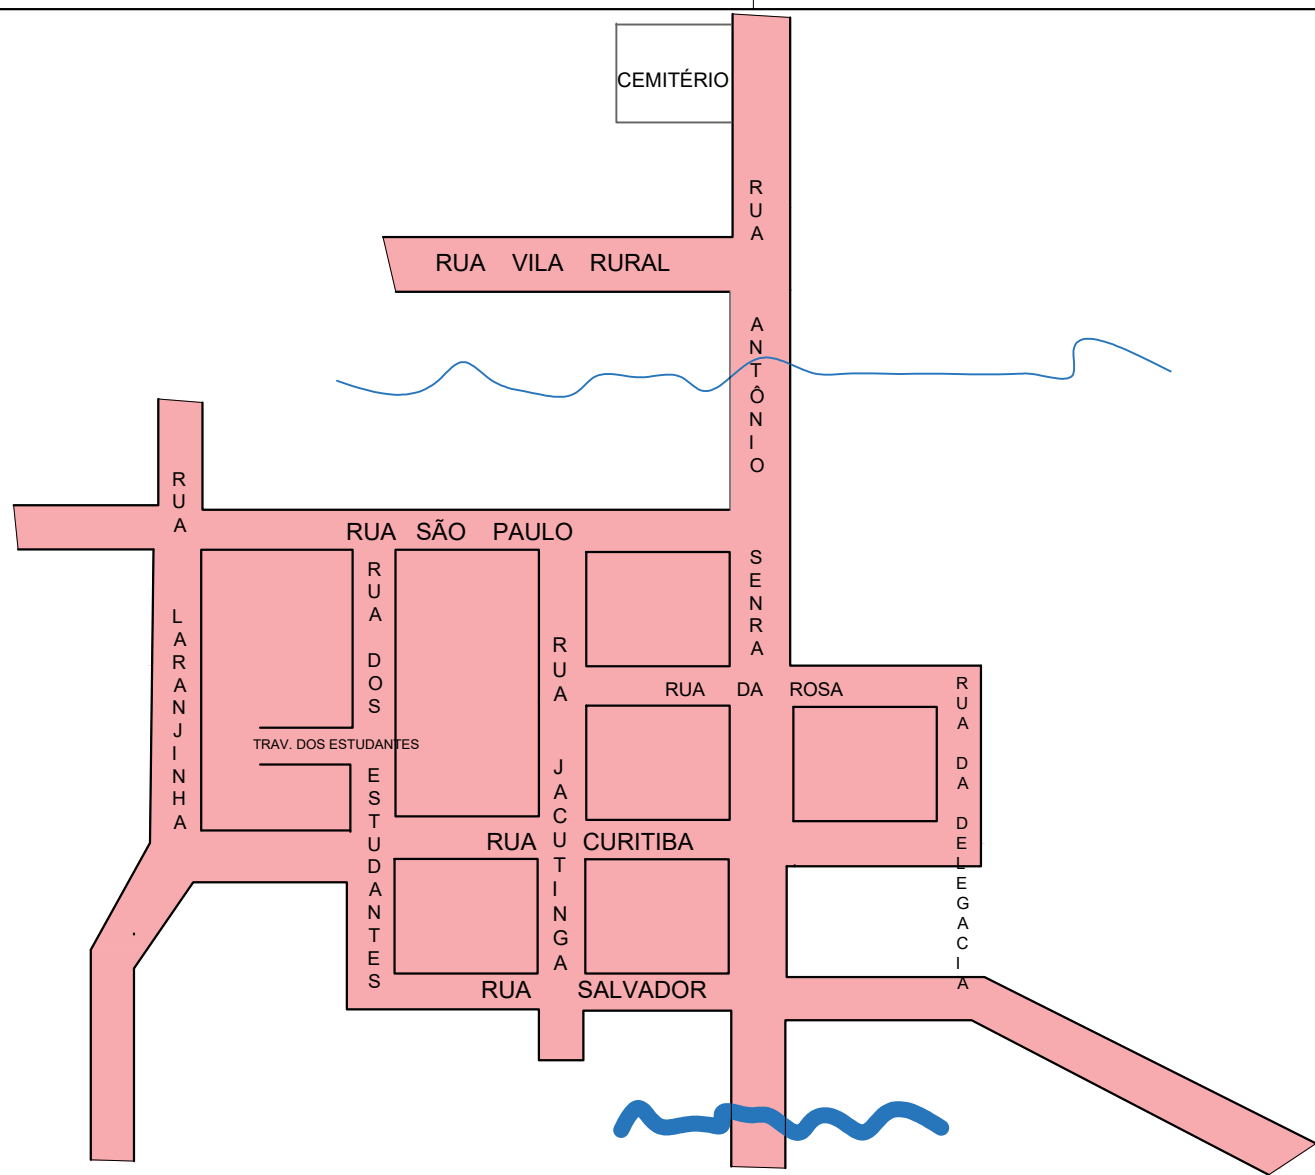 CEMITÉRIO
RUA ANTÔNIO SENRA
RUA VILA RURAL
RUA LARANJINHA
RUA SÃO PAULO
RUA DOS ESTUDANTES
RUA JACUTINGA
RUA DA ROSA
RUA DA DELEGACIA
TRAV. DOS ESTUDANTES
RUA CURITIBA
RUA SALVADOR